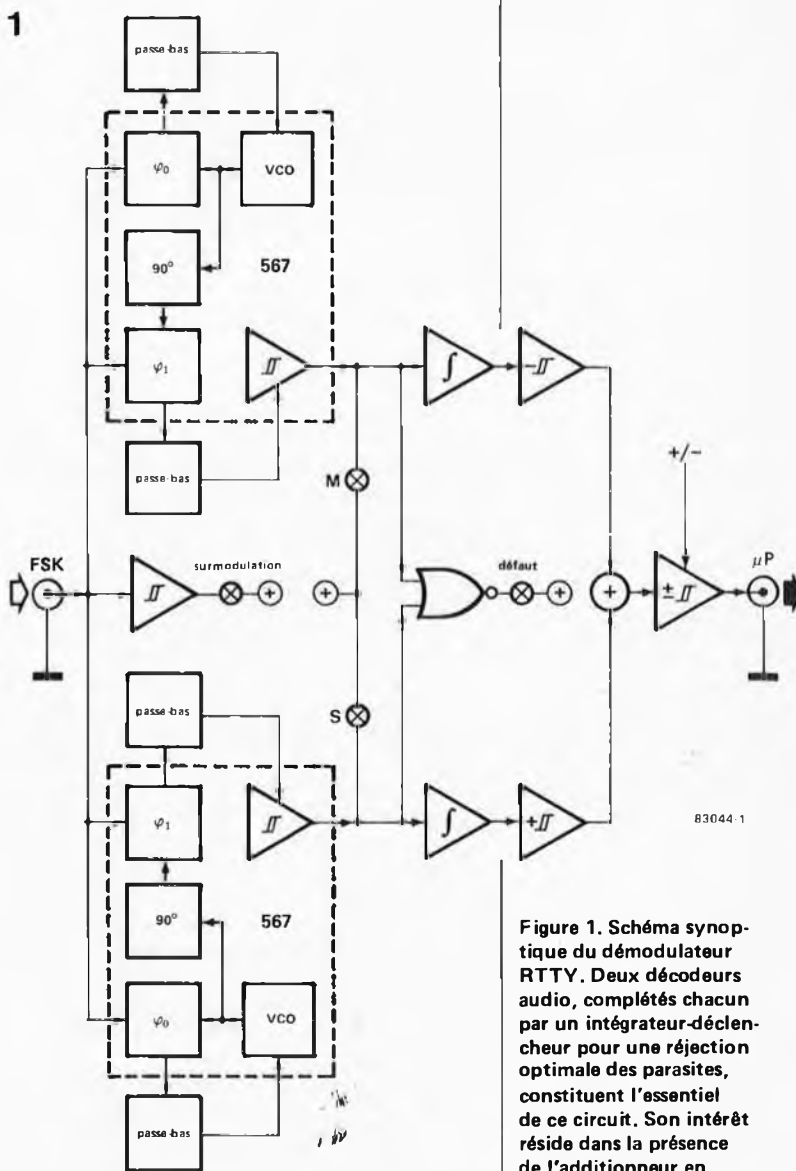 1
passe-bas
φ0
VCO
90°
567
φ1
passe-bas
M
+/-
FSK
surmodulation
+
+
défaut
+
+
±
μP
S
passe-bas
φ1
+
83044-1
90°
567
φ0
VCO
passe-bas
Figure 1. Schéma synop-
tique du démodulateur
RTTY. Deux décodeurs
audio, complétés chacun
par un intégrateur-déclen-
cheur pour une réjection
optimale des parasites,
constituent l'essentiel
de ce circuit. Son intérêt
réside dans la présence
de l'additionneur en